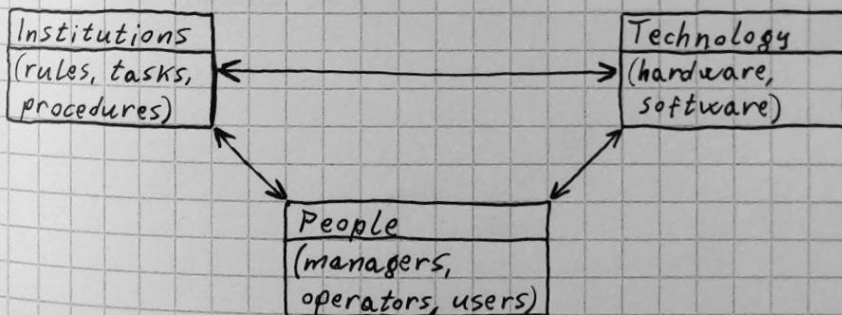 Institutions
(rules, tasks,
procedures)
Technology
(hardware,
software)
People
(managers,
operators, users)